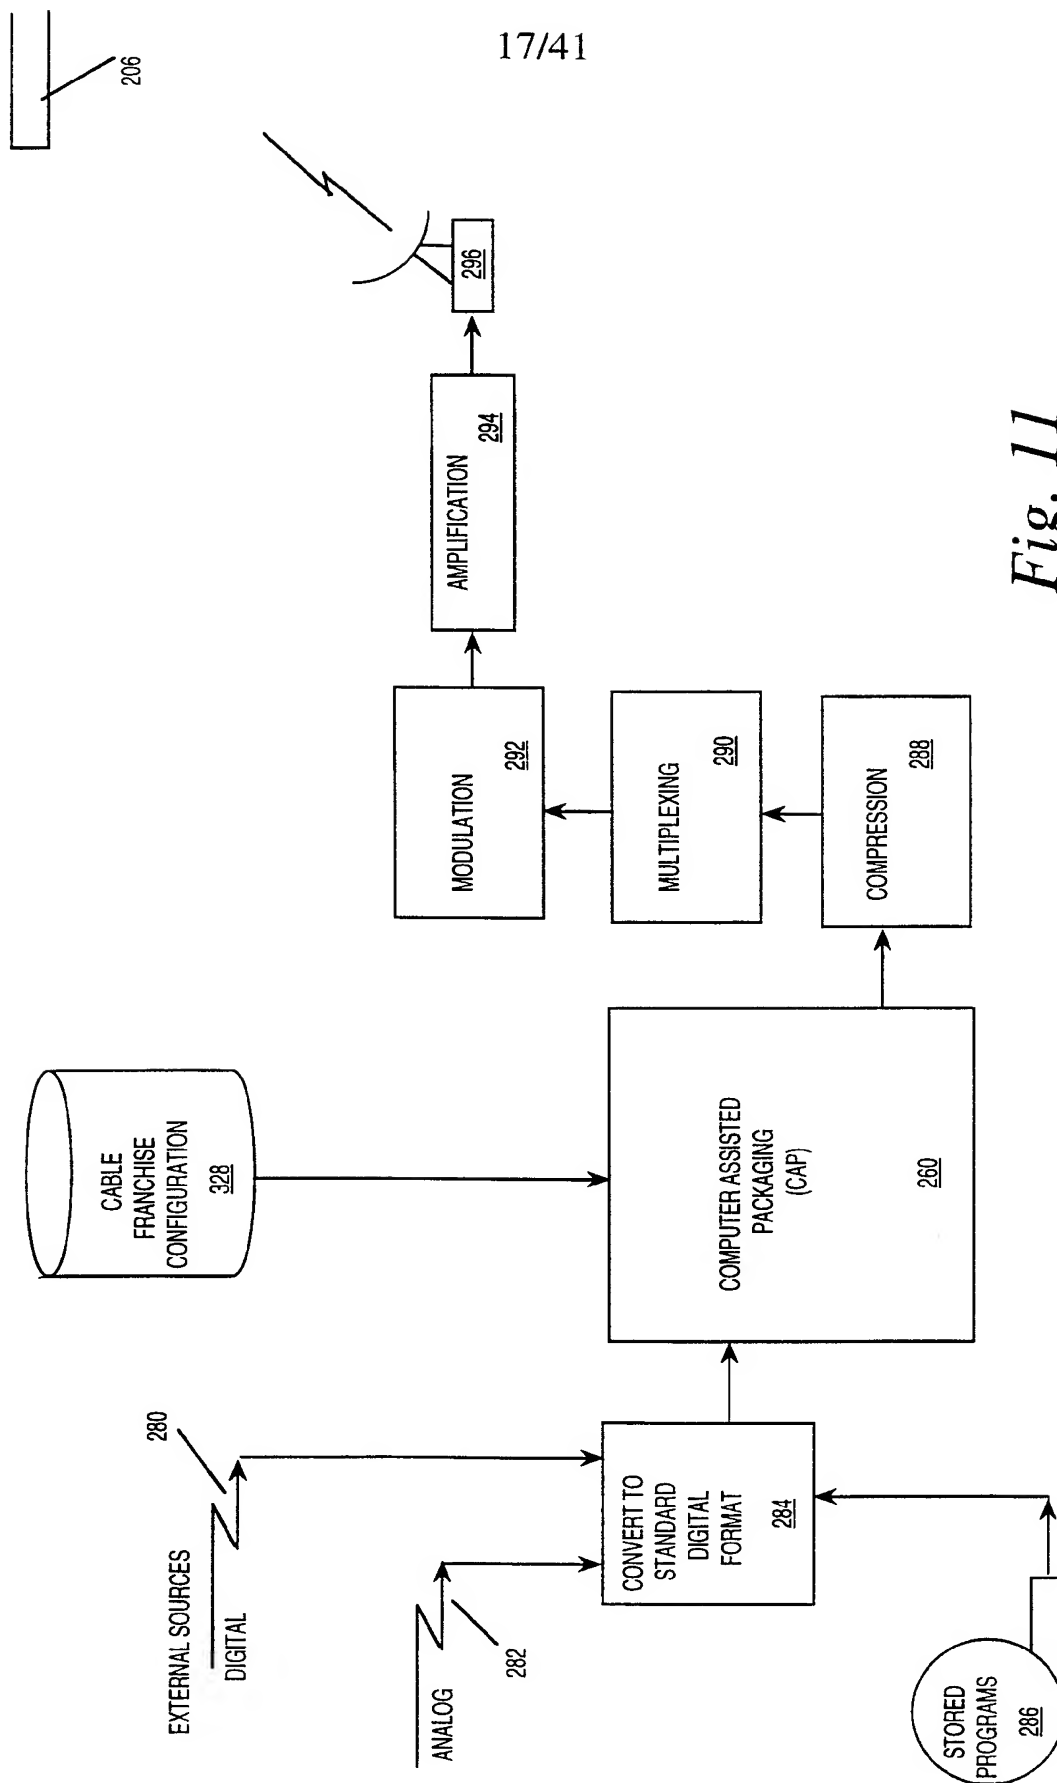 17/41
206
296
AMPLIFICATION
294
MODULATION
292
MULTIPLEXING
290
COMPRESSION
288
CABLE
FRANCHISE
CONFIGURATION
328
COMPUTER ASSISTED
PACKAGING
(CAP)
260
EXTERNAL SOURCES
DIGITAL
280
ANALOG
282
CONVERT TO
STANDARD
DIGITAL
FORMAT
284
STORED
PROGRAMS
286
Fig. 11